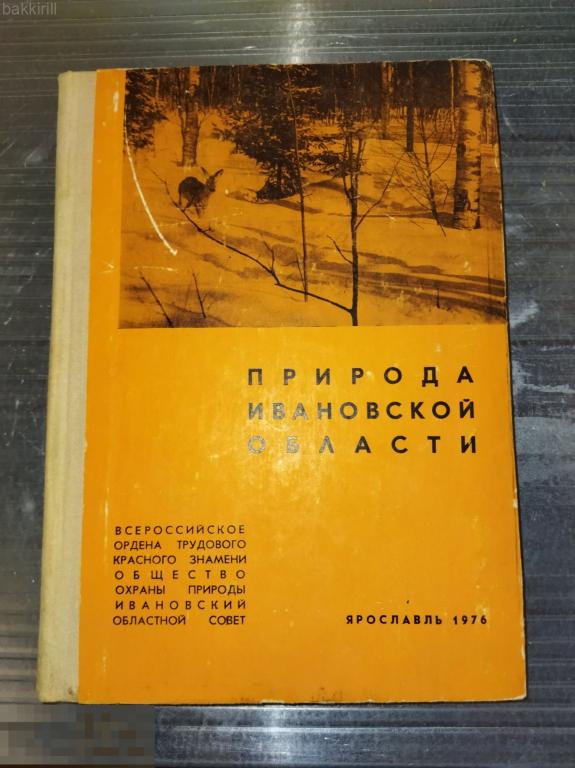 bakkirill
ПРИРОДА
ИВАНОВСКОЙ
ОБЛАСТИ
ВСЕРОССИЙСКОЕ
ОРДЕНА ТРУДОВОГО
КРАСНОГО ЗНАМЕНИ
ОБЩЕСТВО
ОХРАНЫ ПРИРОДЫ
ИВАНОВСКИЙ
ОБЛАСТНОЙ СОВЕТ
ЯРОСЛАВЛЬ 1976